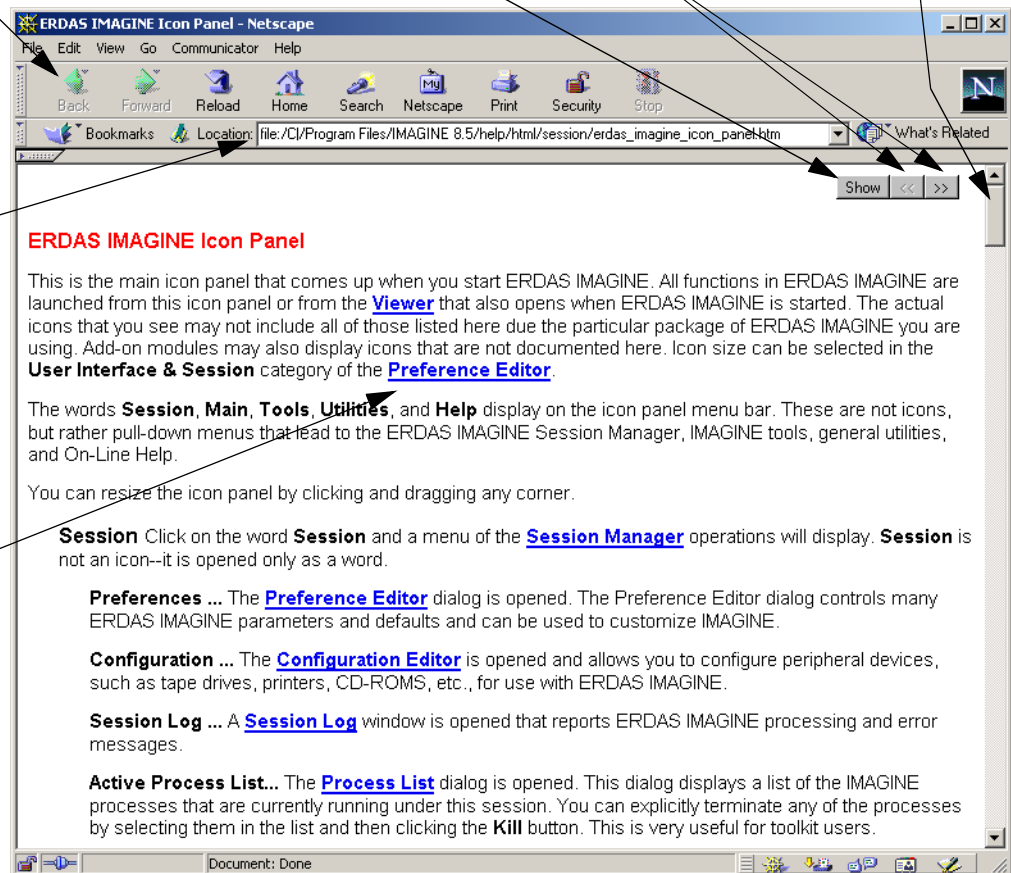 ERDAS IMAGINE Icon Panel - Netscape
File Edit View Go Communicator Help
Back Forward Reload Home Search Netscape Print Security Stop
My
N
Bookmarks Location: file:/C|/Program Files/IMAGINE 8.5/help/html/session/erdas_imagine_icon_panel.htm What's Related
Show << >>
ERDAS IMAGINE Icon Panel
This is the main icon panel that comes up when you start ERDAS IMAGINE. All functions in ERDAS IMAGINE are
launched from this icon panel or from the Viewer that also opens when ERDAS IMAGINE is started. The actual
icons that you see may not include all of those listed here due the particular package of ERDAS IMAGINE you are
using. Add-on modules may also display icons that are not documented here. Icon size can be selected in the
User Interface & Session category of the Preference Editor.
The words Session, Main, Tools, Utilities, and Help display on the icon panel menu bar. These are not icons,
but rather pull-down menus that lead to the ERDAS IMAGINE Session Manager, IMAGINE tools, general utilities,
and On-Line Help.
You can resize the icon panel by clicking and dragging any corner.
Session Click on the word Session and a menu of the Session Manager operations will display. Session is
not an icon--it is opened only as a word.
Preferences ... The Preference Editor dialog is opened. The Preference Editor dialog controls many
ERDAS IMAGINE parameters and defaults and can be used to customize IMAGINE.
Configuration ... The Configuration Editor is opened and allows you to configure peripheral devices,
such as tape drives, printers, CD-ROMS, etc., for use with ERDAS IMAGINE.
Session Log ... A Session Log window is opened that reports ERDAS IMAGINE processing and error
messages.
Active Process List... The Process List dialog is opened. This dialog displays a list of the IMAGINE
processes that are currently running under this session. You can explicitly terminate any of the processes
by selecting them in the list and then clicking the Kill button. This is very useful for toolkit users.
Document: Done